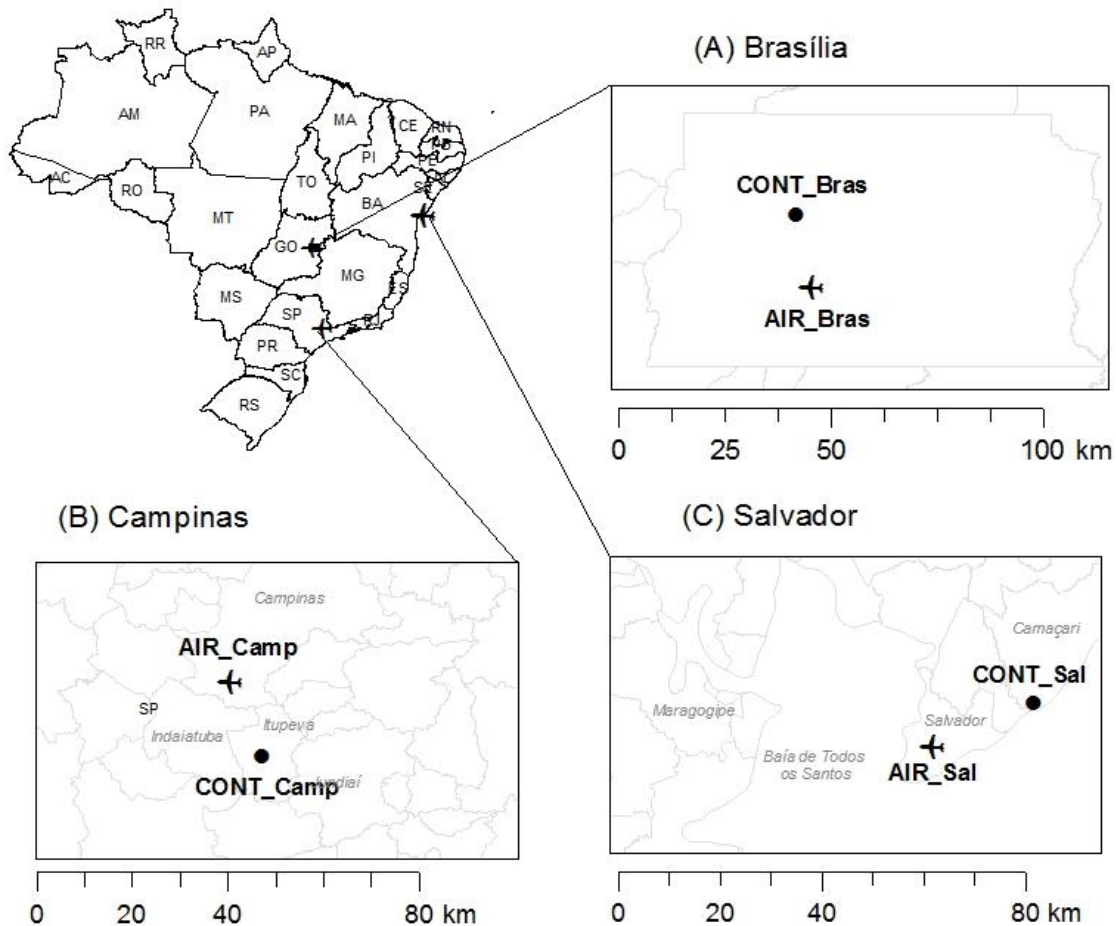 RR
AP
AM
PA
MA
CE
RN
PB
PI
PE
AC
RO
TO
SE
BA
MT
GO
MG
ES
MS
SP
RJ
PR
SC
RS
(A) Brasília
CONT_Bras
AIR_Bras
0 25 50 100 km
(B) Campinas
Campinas
AIR_Camp
SP
Itupeva
Indaiatuba
CONT_Camp
Jundiaí
0 20 40 80 km
(C) Salvador
Camaçari
CONT_Sal
Maragogipe
Salvador
Baía de Todos
os Santos
AIR_Sal
0 20 40 80 km